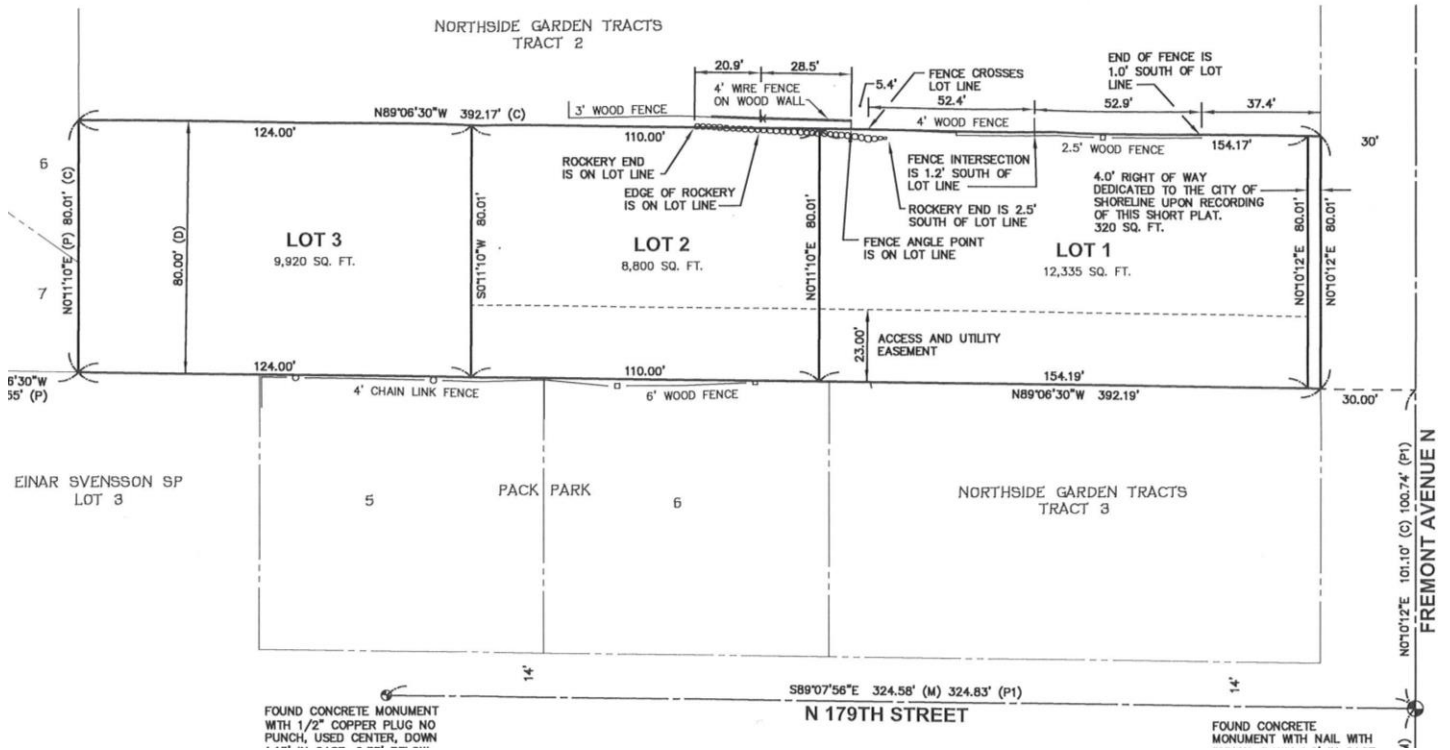 NORTHSIDE GARDEN TRACTS
TRACT 2
20.9'
28.5'
5.4'
FENCE CROSSES
LOT LINE
52.4'
END OF FENCE IS
1.0' SOUTH OF LOT
LINE
52.9'
37.4'
4' WIRE FENCE
ON WOOD WALL
3' WOOD FENCE
4' WOOD FENCE
2.5' WOOD FENCE
N89°06'30"W 392.17' (C)
124.00'
110.00'
154.17'
30'
ROCKERY END
IS ON LOT LINE
EDGE OF ROCKERY
IS ON LOT LINE
FENCE INTERSECTION
IS 1.2' SOUTH OF
LOT LINE
ROCKERY END IS 2.5'
SOUTH OF LOT LINE
FENCE ANGLE POINT
IS ON LOT LINE
4.0' RIGHT OF WAY
DEDICATED TO THE CITY OF
SHORELINE UPON RECORDING
OF THIS SHORT PLAT.
320 SQ. FT.
6
7
N0°11'10"E (P) 80.01' (C)
80.00' (D)
LOT 3
9,920 SQ. FT.
S0°11'10"W 80.01'
LOT 2
8,800 SQ. FT.
N0°11'10"E 80.01'
LOT 1
12,335 SQ. FT.
N0°10'12"E 80.01'
N0°10'12"E 80.01'
23.00'
ACCESS AND UTILITY
EASEMENT
6'30"W
55' (P)
124.00'
110.00'
154.19'
N89°06'30"W 392.19'
30.00'
4' CHAIN LINK FENCE
6' WOOD FENCE
EINAR SVENSSON SP
LOT 3
5
PACK PARK
6
NORTHSIDE GARDEN TRACTS
TRACT 3
N0°10'12"E 101.10' (C) 100.74' (P1)
FREMONT AVENUE N
14'
14'
S89°07'56"E 324.58' (M) 324.83' (P1)
N 179TH STREET
FOUND CONCRETE MONUMENT
WITH 1/2" COPPER PLUG NO
PUNCH, USED CENTER, DOWN
FOUND CONCRETE
MONUMENT WITH NAIL WITH